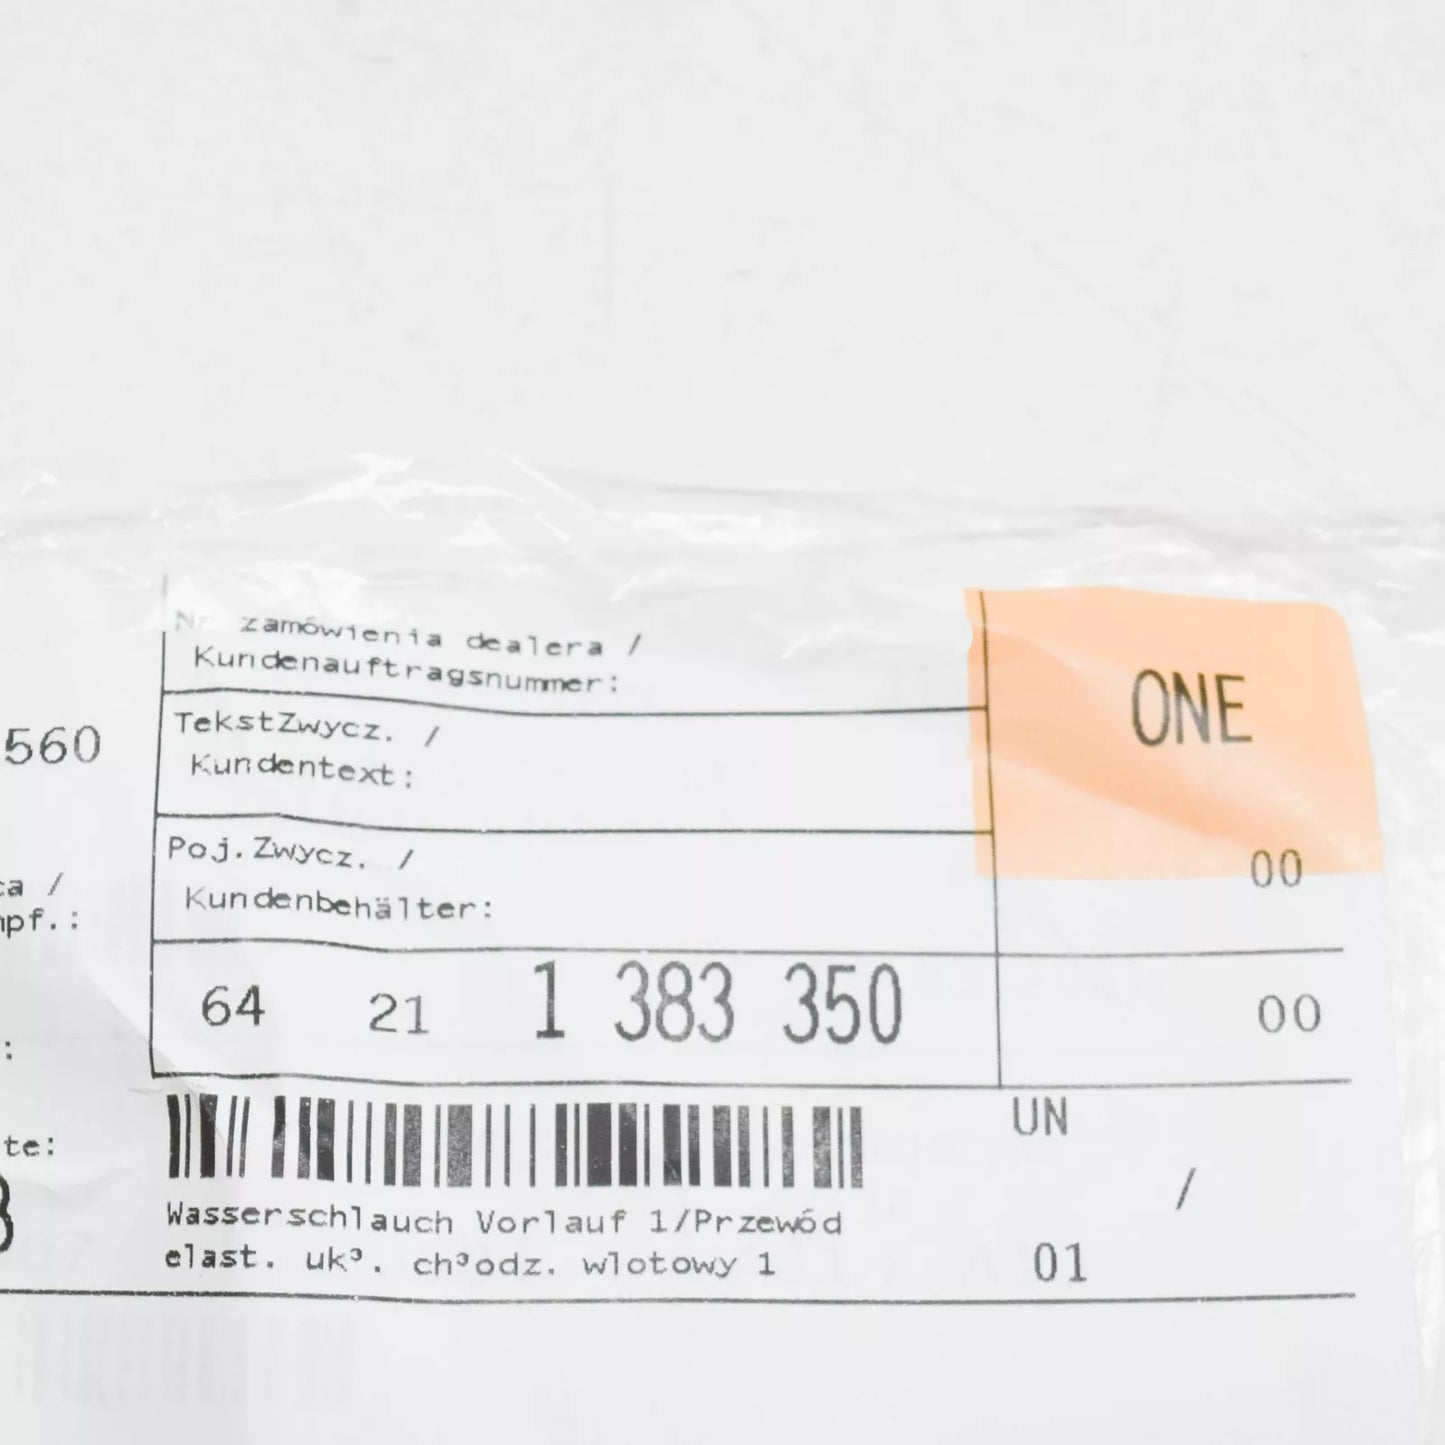 Nr zamówienia dealera /
Kundenauftragsnummer:
ONE
TekstZwycz. /
Kundentext:
560
Poj.Zwycz. /
Kundenbehälter:
00
/
mpf.:
64 21 1 383 350 00
:
te:
UN
/
Wasserschlauch Vorlauf 1/Przewód
elast. uk³. ch³odz. wlotowy 1
01